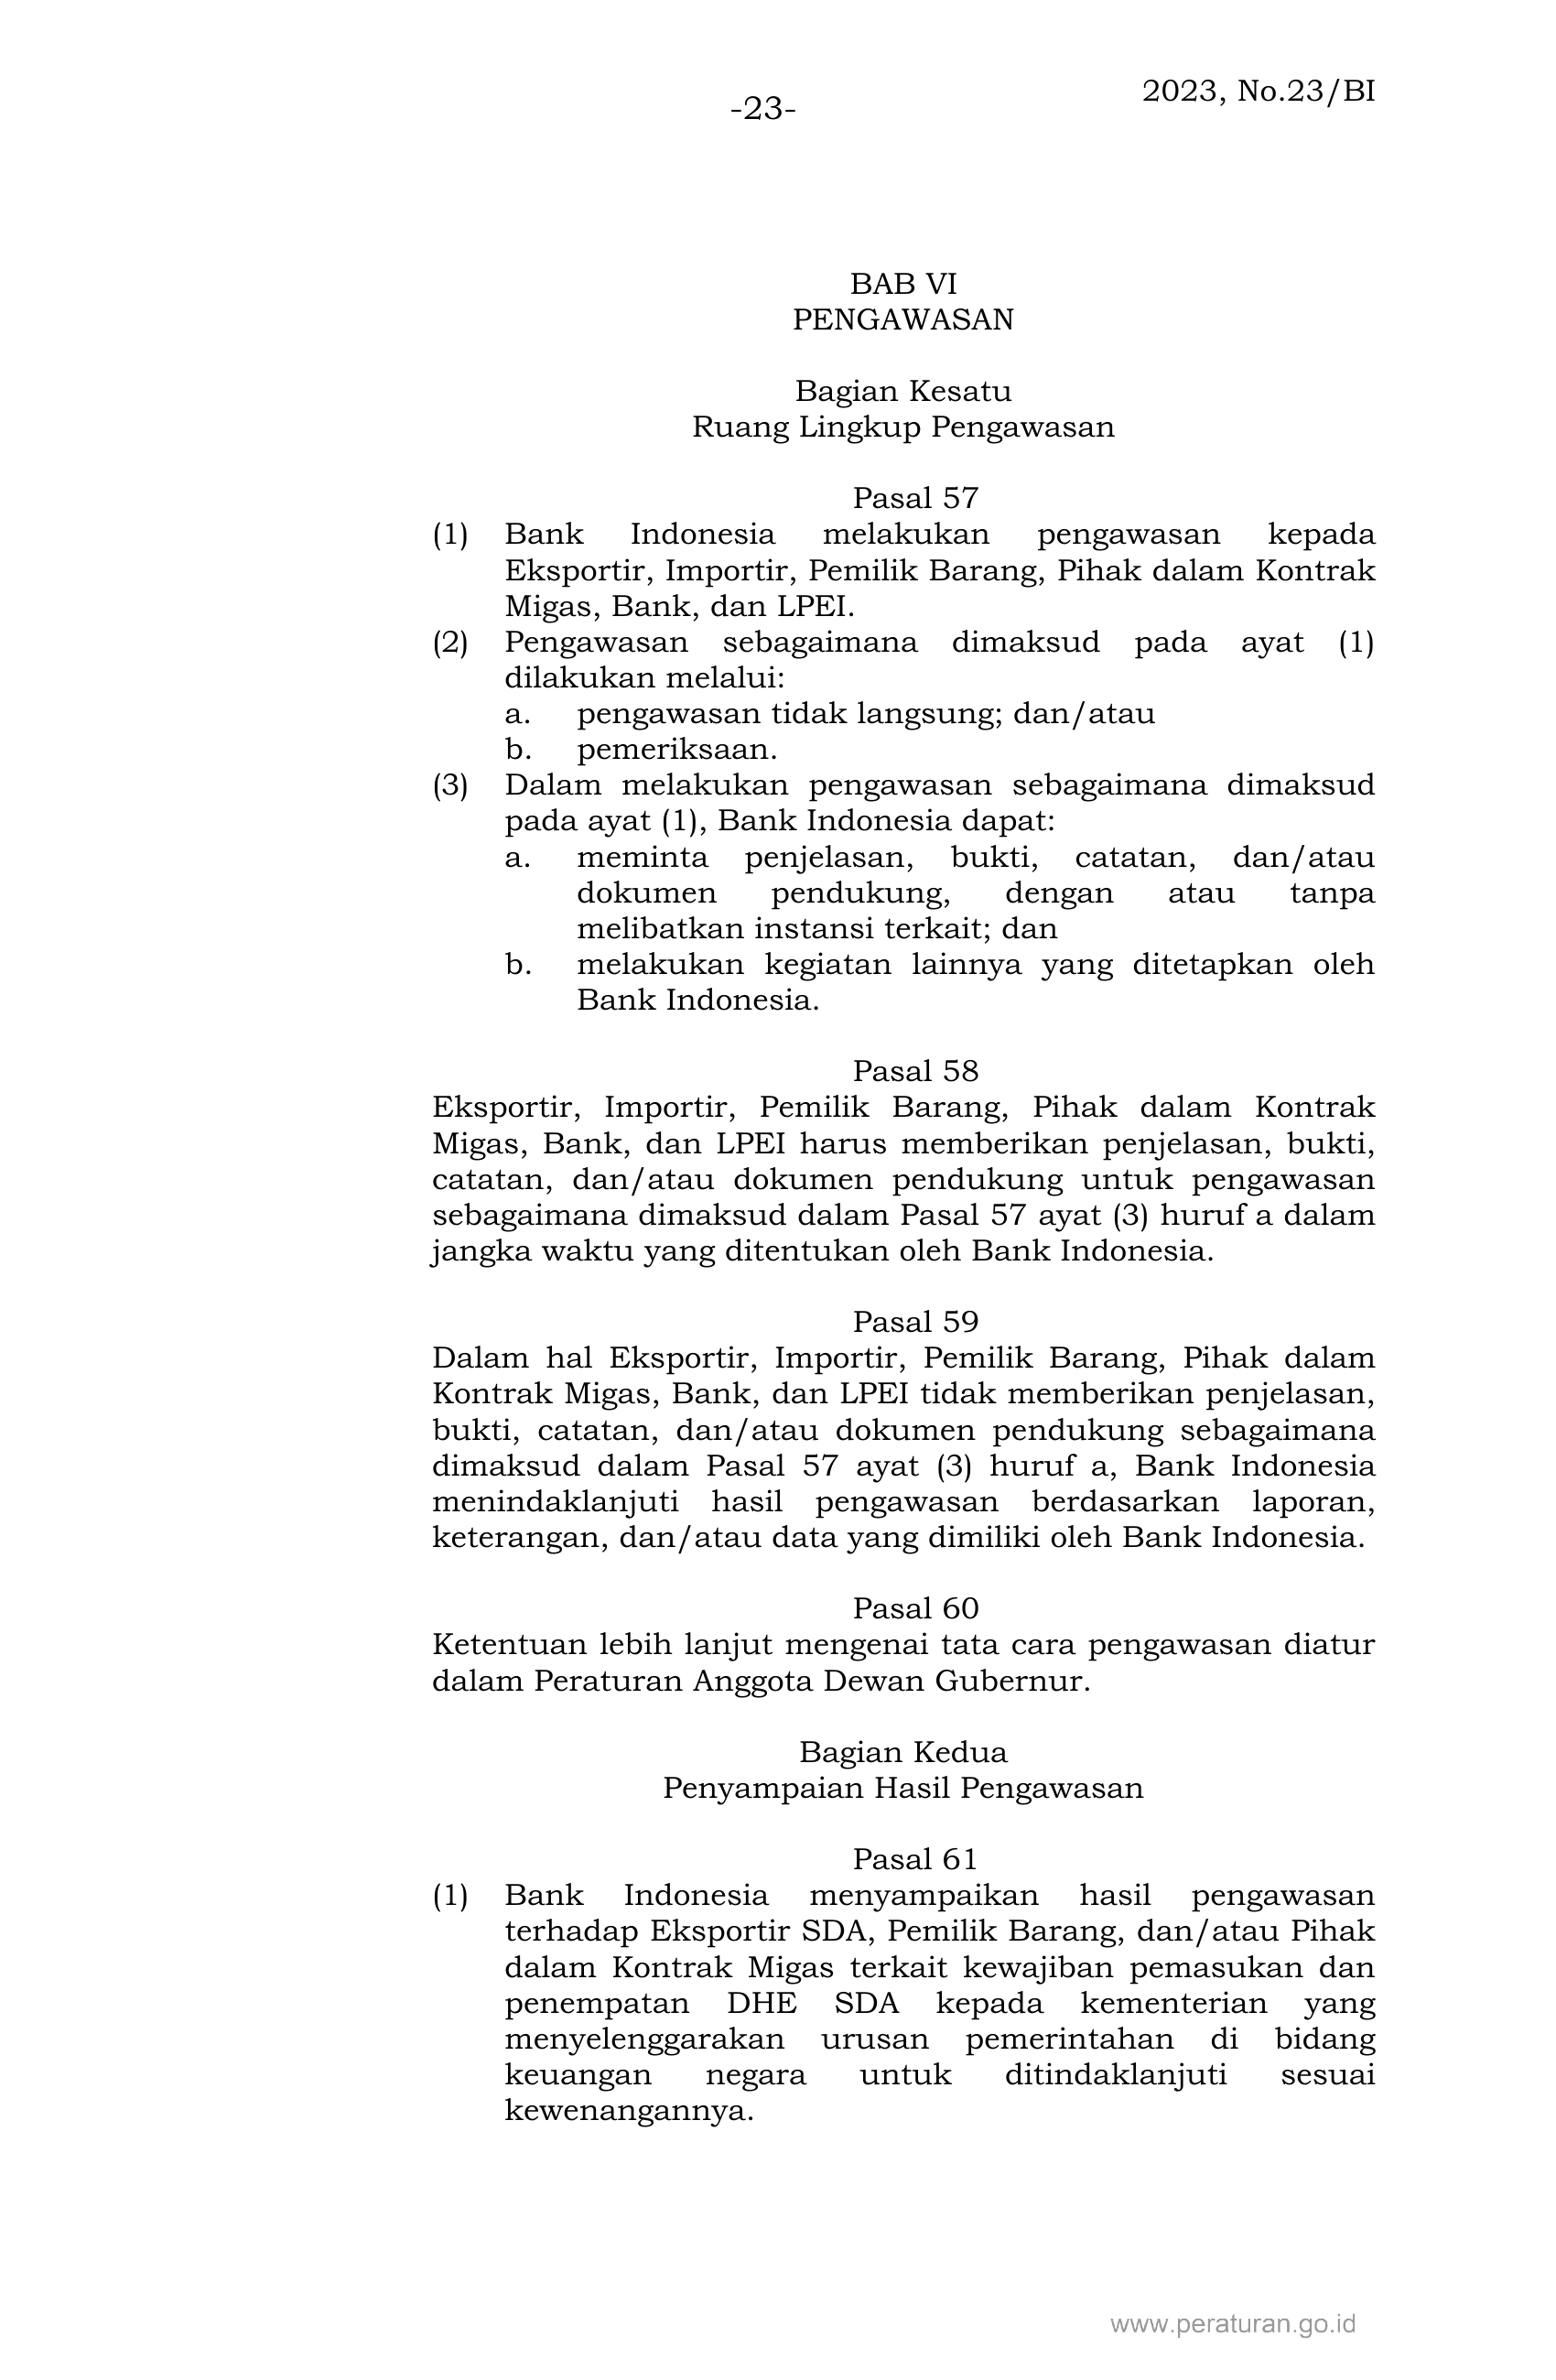 2023, No.23/BI
-23-
BAB VI
PENGAWASAN
Bagian Kesatu
Ruang Lingkup Pengawasan
Pasal 57
(1) Bank Indonesia melakukan pengawasan kepada
Eksportir, Importir, Pemilik Barang, Pihak dalam Kontrak
Migas, Bank, dan LPEI.
(2) Pengawasan sebagaimana dimaksud pada ayat (1)
dilakukan melalui:
a. pengawasan tidak langsung; dan/atau
b. pemeriksaan.
(3) Dalam melakukan pengawasan sebagaimana dimaksud
pada ayat (1), Bank Indonesia dapat:
a. meminta penjelasan, bukti, catatan, dan/atau
dokumen pendukung, dengan atau tanpa
melibatkan instansi terkait; dan
b. melakukan kegiatan lainnya yang ditetapkan oleh
Bank Indonesia.
Pasal 58
Eksportir, Importir, Pemilik Barang, Pihak dalam Kontrak
Migas, Bank, dan LPEI harus memberikan penjelasan, bukti,
catatan, dan/atau dokumen pendukung untuk pengawasan
sebagaimana dimaksud dalam Pasal 57 ayat (3) huruf a dalam
jangka waktu yang ditentukan oleh Bank Indonesia.
Pasal 59
Dalam hal Eksportir, Importir, Pemilik Barang, Pihak dalam
Kontrak Migas, Bank, dan LPEI tidak memberikan penjelasan,
bukti, catatan, dan/atau dokumen pendukung sebagaimana
dimaksud dalam Pasal 57 ayat (3) huruf a, Bank Indonesia
menindaklanjuti hasil pengawasan berdasarkan laporan,
keterangan, dan/atau data yang dimiliki oleh Bank Indonesia.
Pasal 60
Ketentuan lebih lanjut mengenai tata cara pengawasan diatur
dalam Peraturan Anggota Dewan Gubernur.
Bagian Kedua
Penyampaian Hasil Pengawasan
Pasal 61
(1) Bank Indonesia menyampaikan hasil pengawasan
terhadap Eksportir SDA, Pemilik Barang, dan/atau Pihak
dalam Kontrak Migas terkait kewajiban pemasukan dan
penempatan DHE SDA kepada kementerian yang
menyelenggarakan urusan pemerintahan di bidang
keuangan negara untuk ditindaklanjuti sesuai
kewenangannya.
www.peraturan.go.id